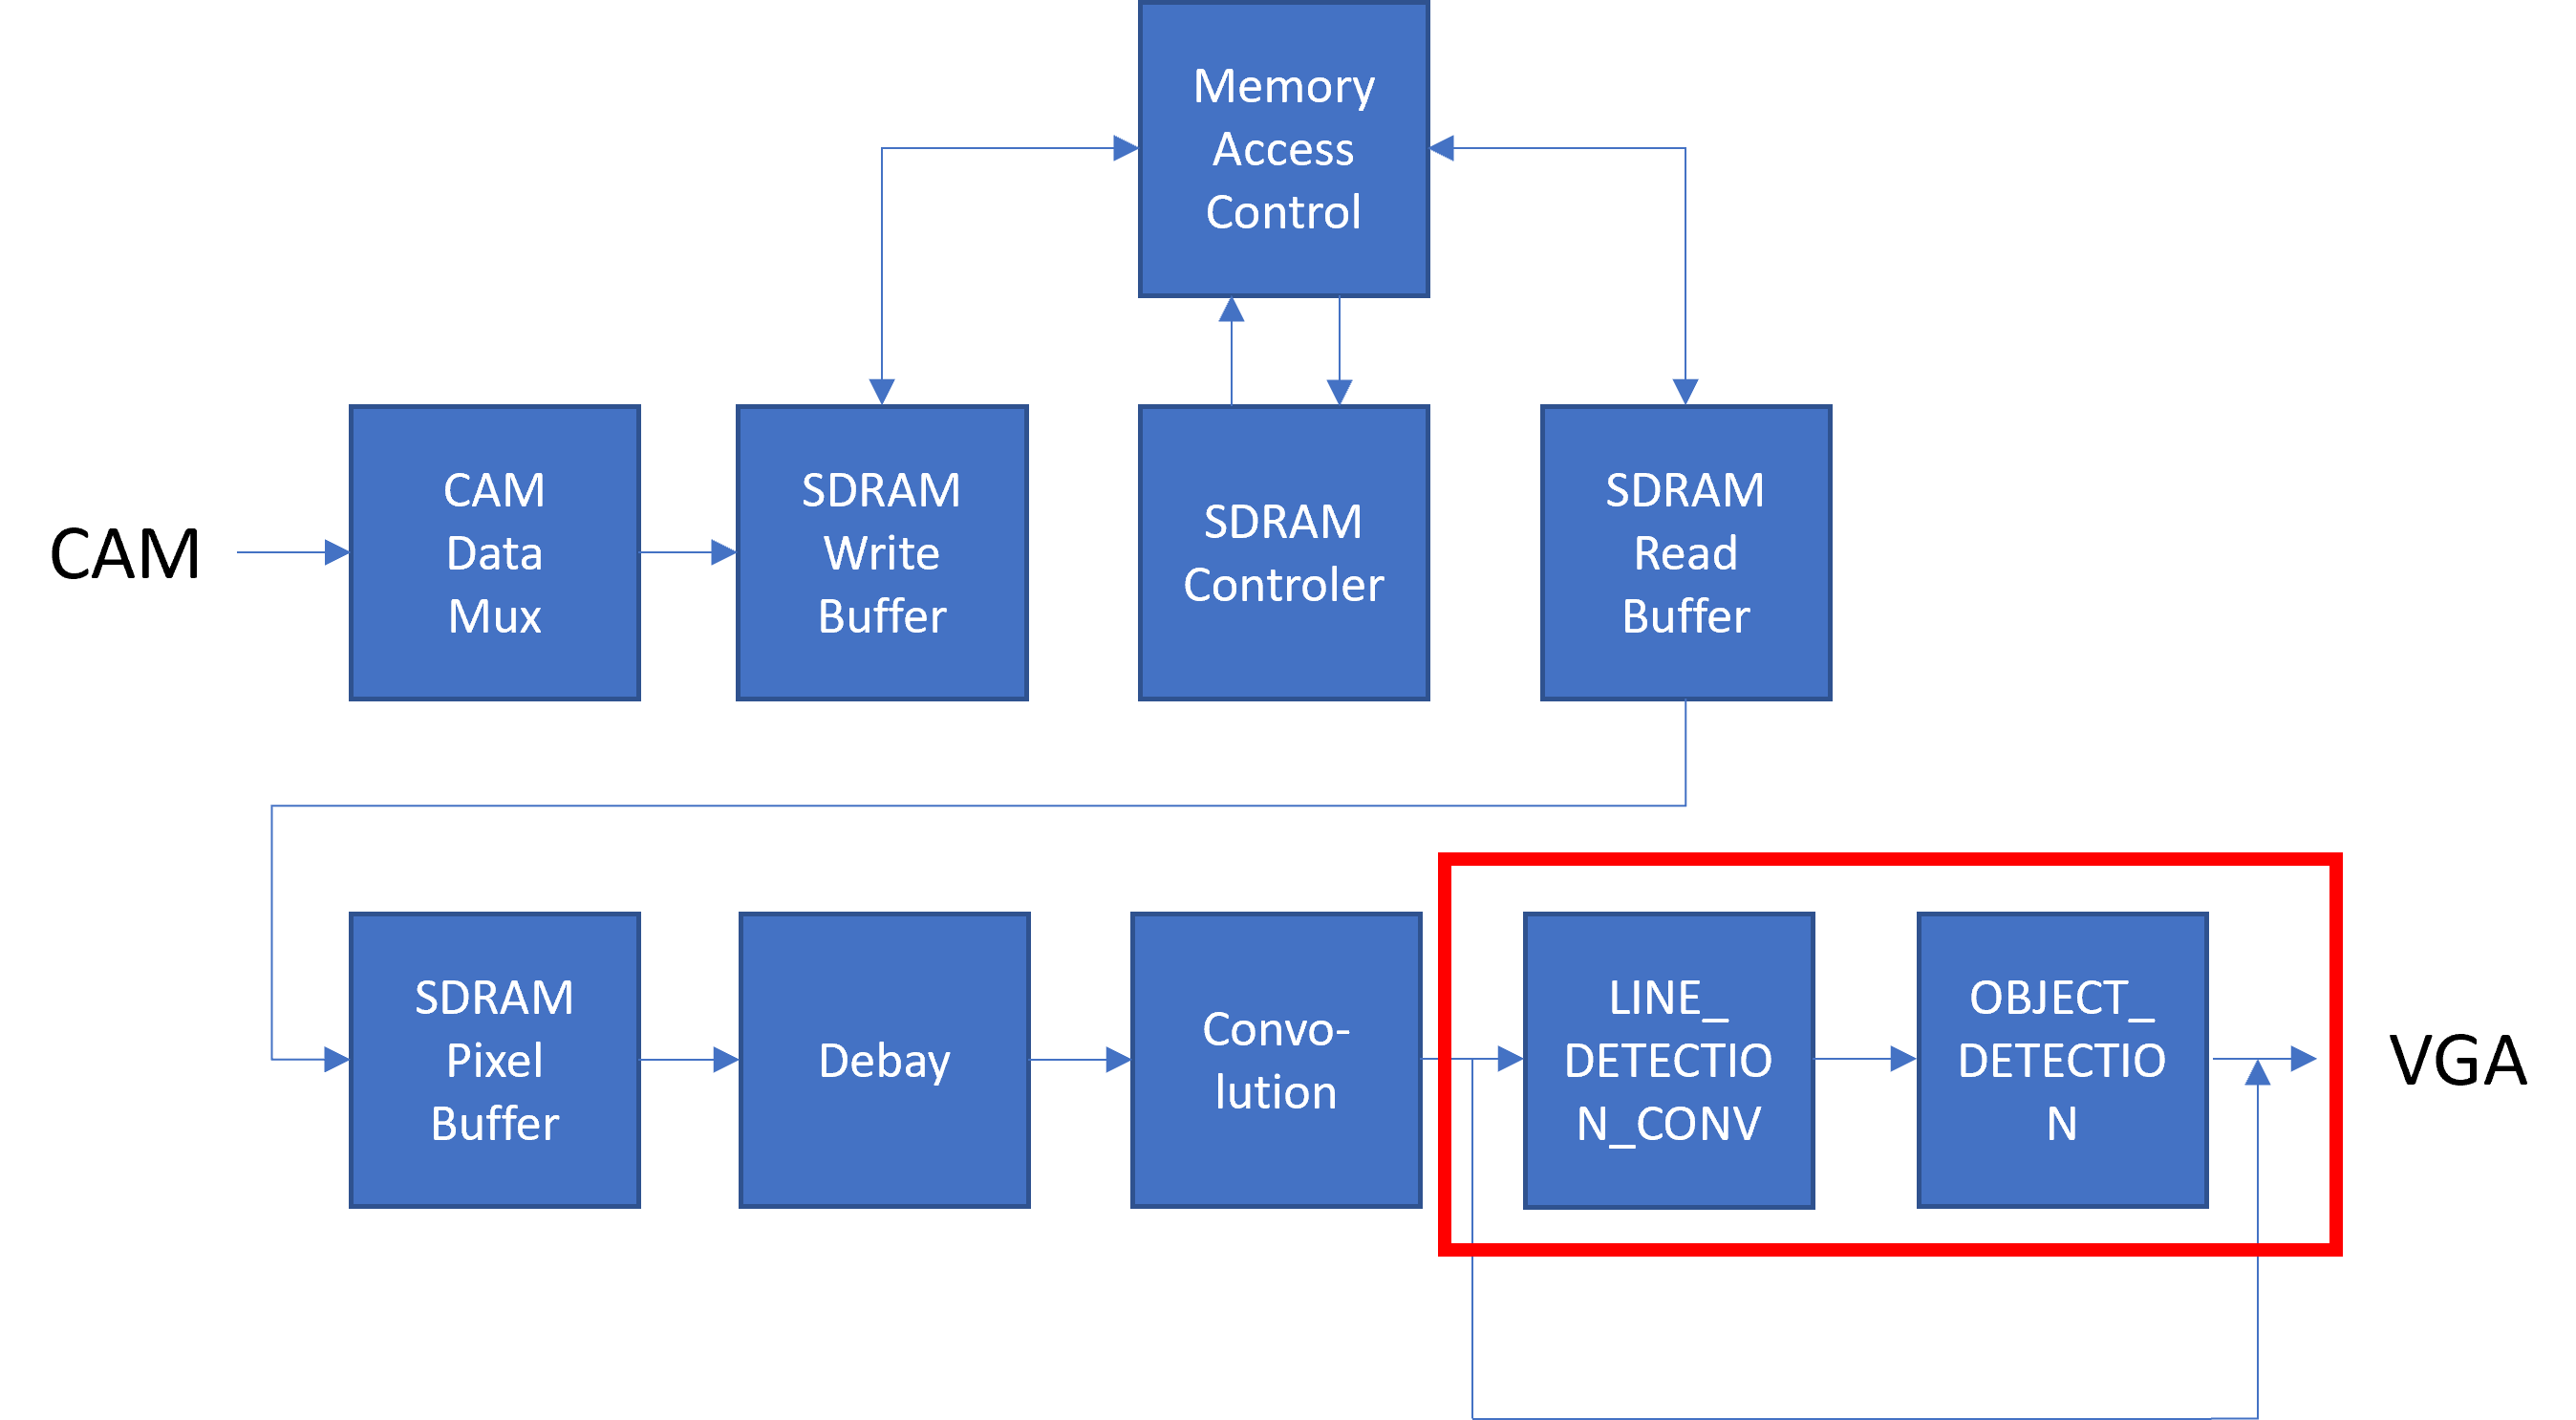 Memory
Access
Control
CAM
CAM
Data
Mux
SDRAM
Write
Buffer
SDRAM
Controler
SDRAM
Read
Buffer
SDRAM
Pixel
Buffer
Debay
Convo-
lution
LINE_
DETECTIO
N_CONV
OBJECT_
DETECTIO
N
VGA